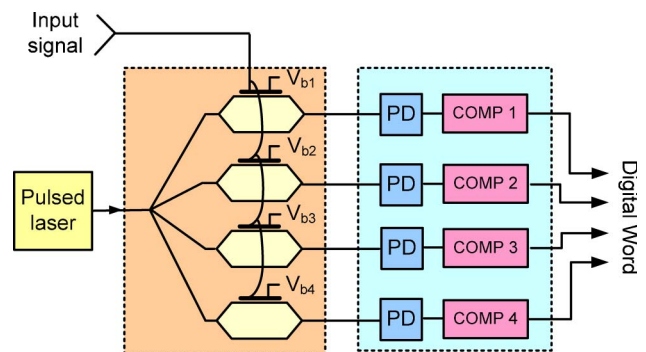 Input
signal
Vb1
PD
COMP 1
Vb2
PD
COMP 2
Pulsed
laser
Vb3
PD
COMP 3
Vb4
PD
COMP 4
Digital Word